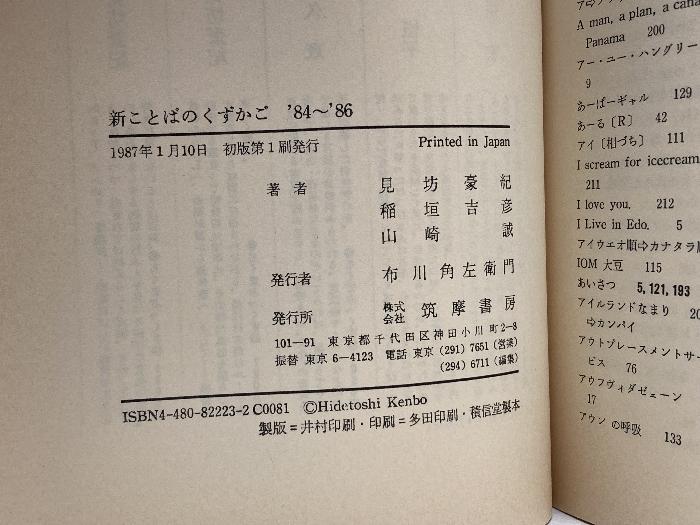 新ことばのくずかご '84〜'86
1987年1月10日 初版第1刷発行 Printed in Japan
著者 見坊豪紀
稲垣吉彦
山崎誠
発行者 布川角左衛門
発行所 株式会社 筑摩書房
101-91 東京都千代田区神田小川町2-8
振替 東京6-4123 電話 東京(291)7651(営業)
(294)6711(編集)
ISBN4-480-82223-2 C0081 ©Hidetoshi Kenbo
製版=井村印刷・印刷=多田印刷・積信堂製本
A man, a plan, a cana
Panama 200
アー・ユー・ハングリー
9
あーぱーギャル 129
あーる〔R〕 42
アイ〔相づち〕 111
I scream for icecream
211
I love you. 212
I Live in Edo. 5
アイウエオ順⇨カナタラ
IOM 大豆 115
あいさつ 5, 121, 193
アイルランドなまり 20
⇨カンパイ
アウトプレースメントサー
ビス 76
アウフヴィダゼェーン
17
アウンの呼吸 133